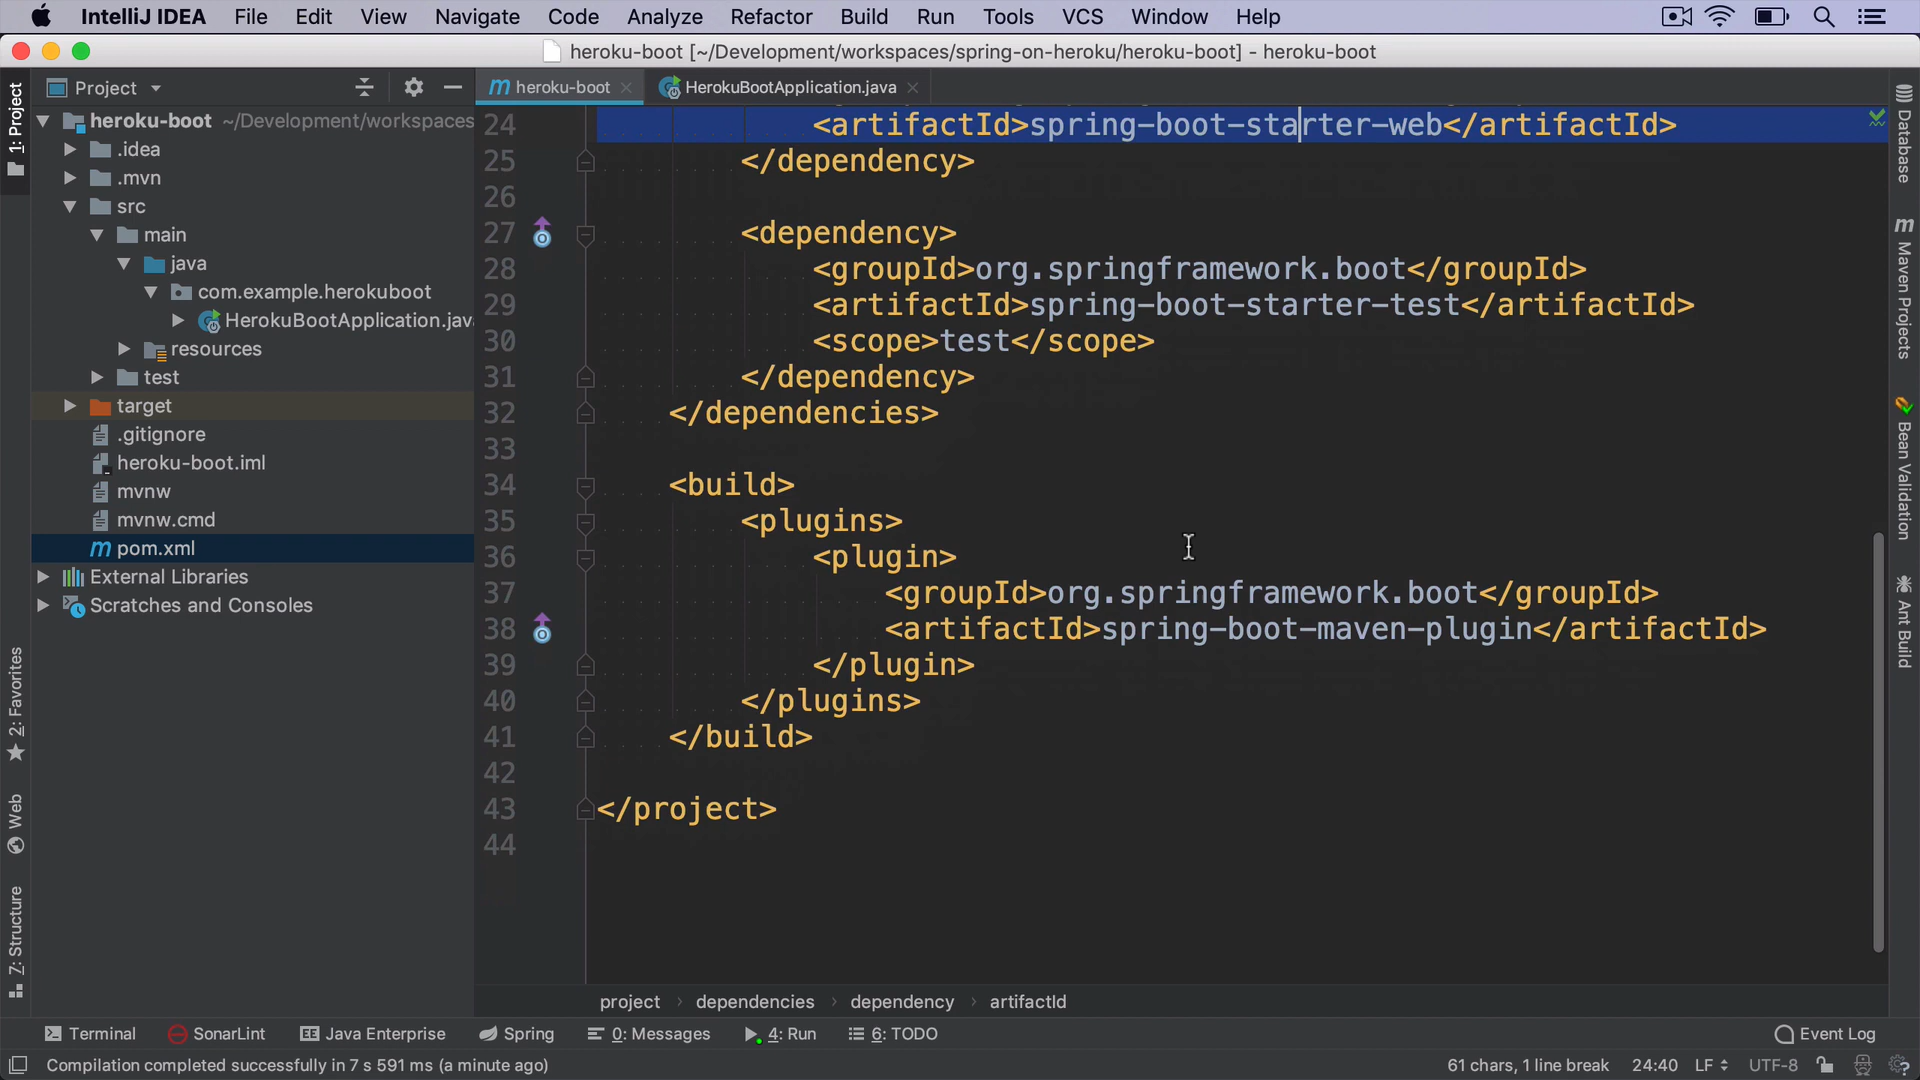 IntelliJ IDEA File Edit View Navigate Code Analyze Refactor Build Run Tools VCS Window Help
heroku-boot [~/Development/workspaces/spring-on-heroku/heroku-boot] - heroku-boot
Project
heroku-boot
HerokuBootApplication.java
1: Project
2: Favorites
Web
Z: Structure
heroku-boot ~/Development/workspaces
.idea
.mvn
src
main
java
com.example.herokuboot
HerokuBootApplication.jav
resources
test
target
.gitignore
heroku-boot.iml
mvnw
mvnw.cmd
pom.xml
External Libraries
Scratches and Consoles
24 <artifactId>spring-boot-starter-web</artifactId>
25 </dependency>
26
27 <dependency>
28 <groupId>org.springframework.boot</groupId>
29 <artifactId>spring-boot-starter-test</artifactId>
30 <scope>test</scope>
31 </dependency>
32 </dependencies>
33
34 <build>
35 <plugins>
36 <plugin>
37 <groupId>org.springframework.boot</groupId>
38 <artifactId>spring-boot-maven-plugin</artifactId>
39 </plugin>
40 </plugins>
41 </build>
42
43 </project>
44
Database
Maven Projects
Bean Validation
Ant Build
project › dependencies › dependency › artifactId
Terminal SonarLint Java Enterprise Spring 0: Messages 4: Run 6: TODO Event Log
Compilation completed successfully in 7 s 591 ms (a minute ago) 61 chars, 1 line break 24:40 LF UTF-8